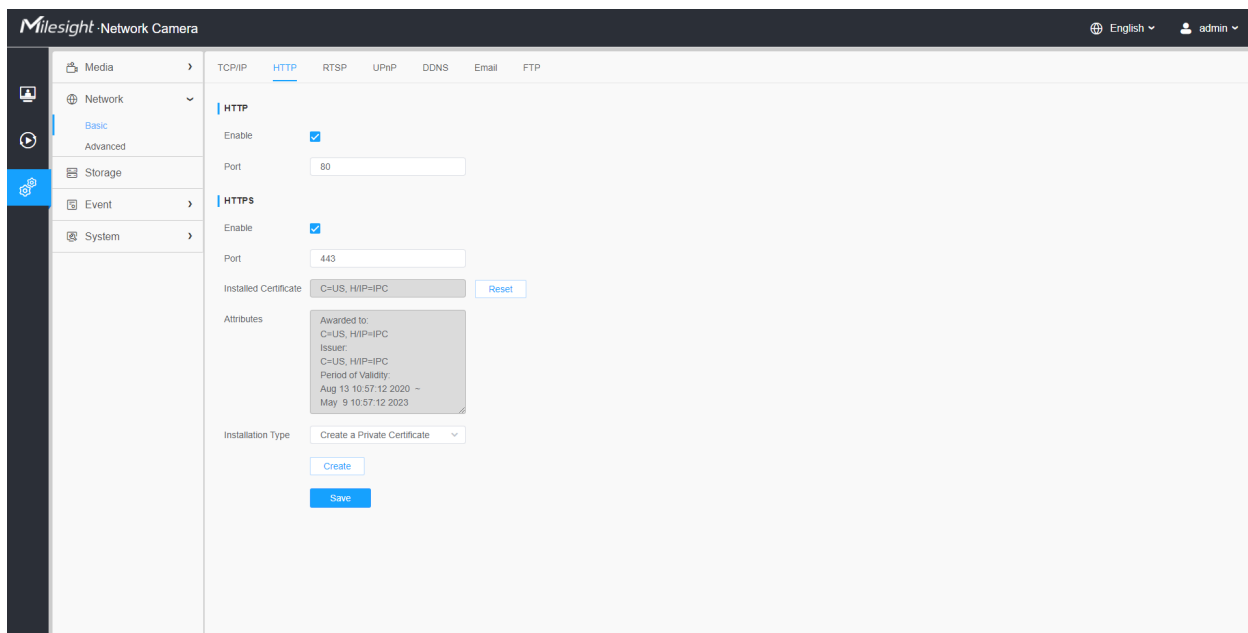 Milesight · Network Camera
English
admin
Media
Network
Basic
Advanced
Storage
Event
System
TCP/IP HTTP RTSP UPnP DDNS Email FTP
HTTP
Enable
Port 80
HTTPS
Enable
Port 443
Installed Certificate C=US, H/IP=IPC Reset
Attributes
Awarded to:
C=US, H/IP=IPC
Issuer:
C=US, H/IP=IPC
Period of Validity:
Aug 13 10:57:12 2020 ~
May 9 10:57:12 2023
Installation Type Create a Private Certificate
Create
Save